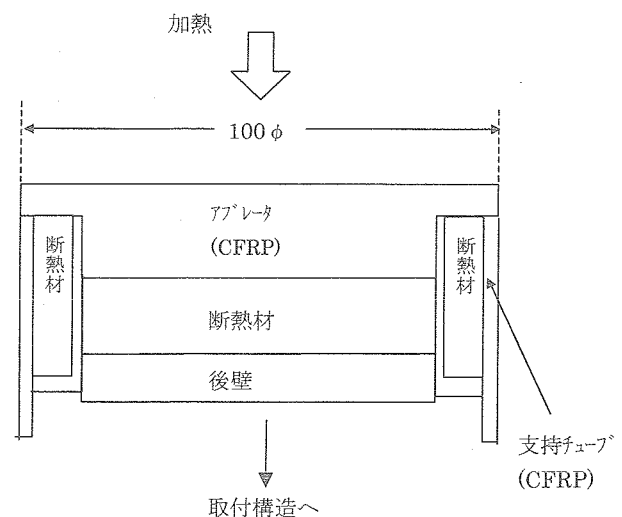 加熱
100φ
アブレータ
(CFRP)
断熱材
断熱材
断熱材
後壁
支持チューブ
(CFRP)
取付構造へ